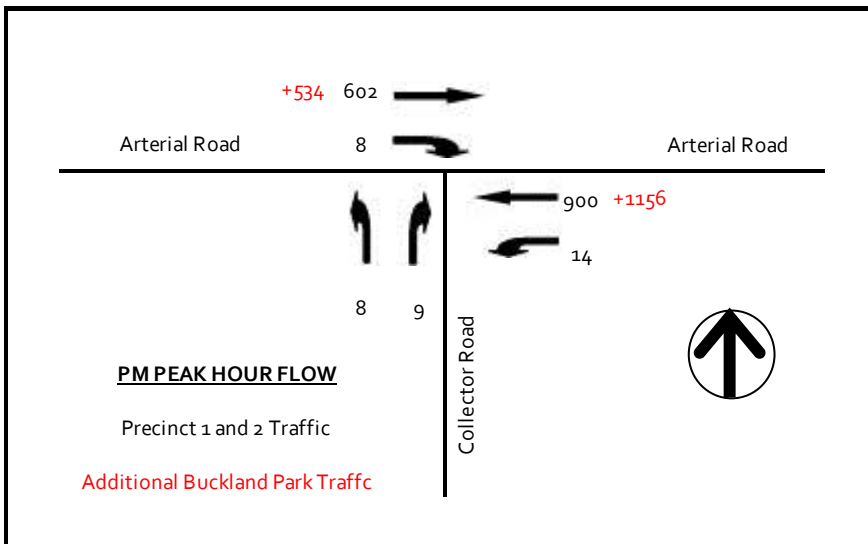 +534 602
Arterial Road 8 Arterial Road
900 +1156
14
8 9
Collector Road
PM PEAK HOUR FLOW
Precinct 1 and 2 Traffic
Additional Buckland Park Traffc